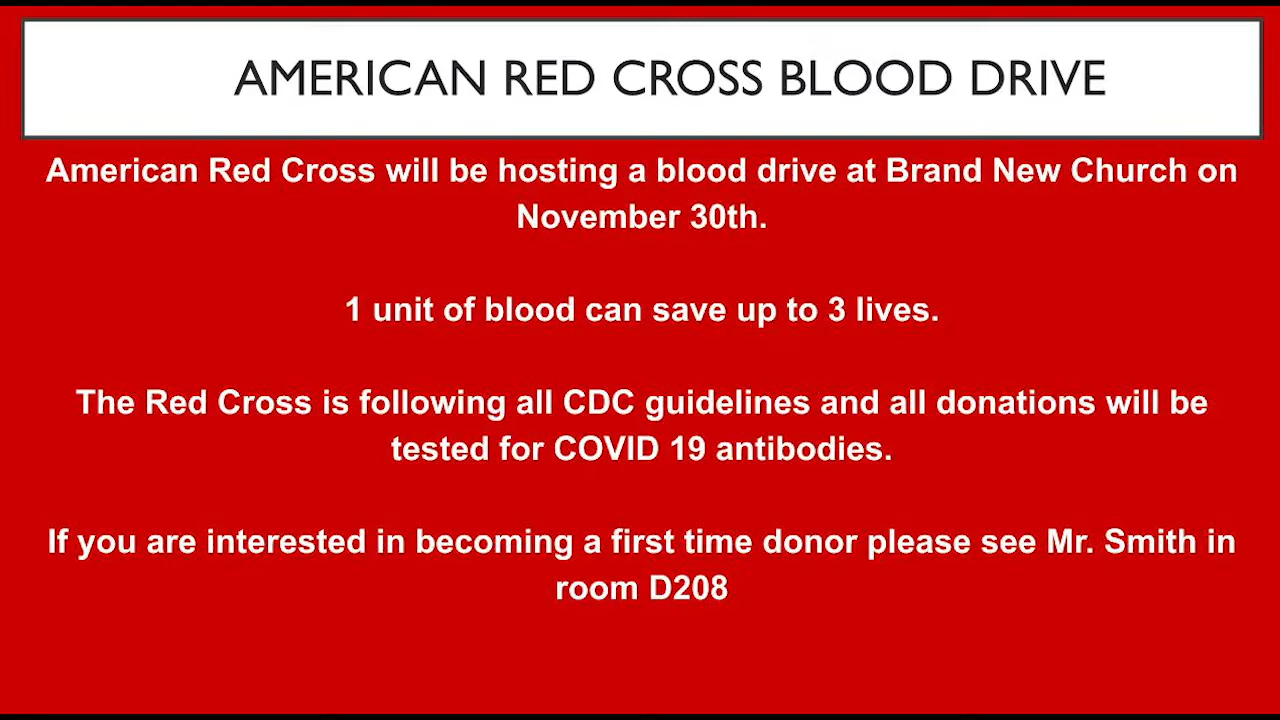 AMERICAN RED CROSS BLOOD DRIVE
American Red Cross will be hosting a blood drive at Brand New Church on
November 30th.
1 unit of blood can save up to 3 lives.
The Red Cross is following all CDC guidelines and all donations will be
tested for COVID 19 antibodies.
If you are interested in becoming a first time donor please see Mr. Smith in
room D208